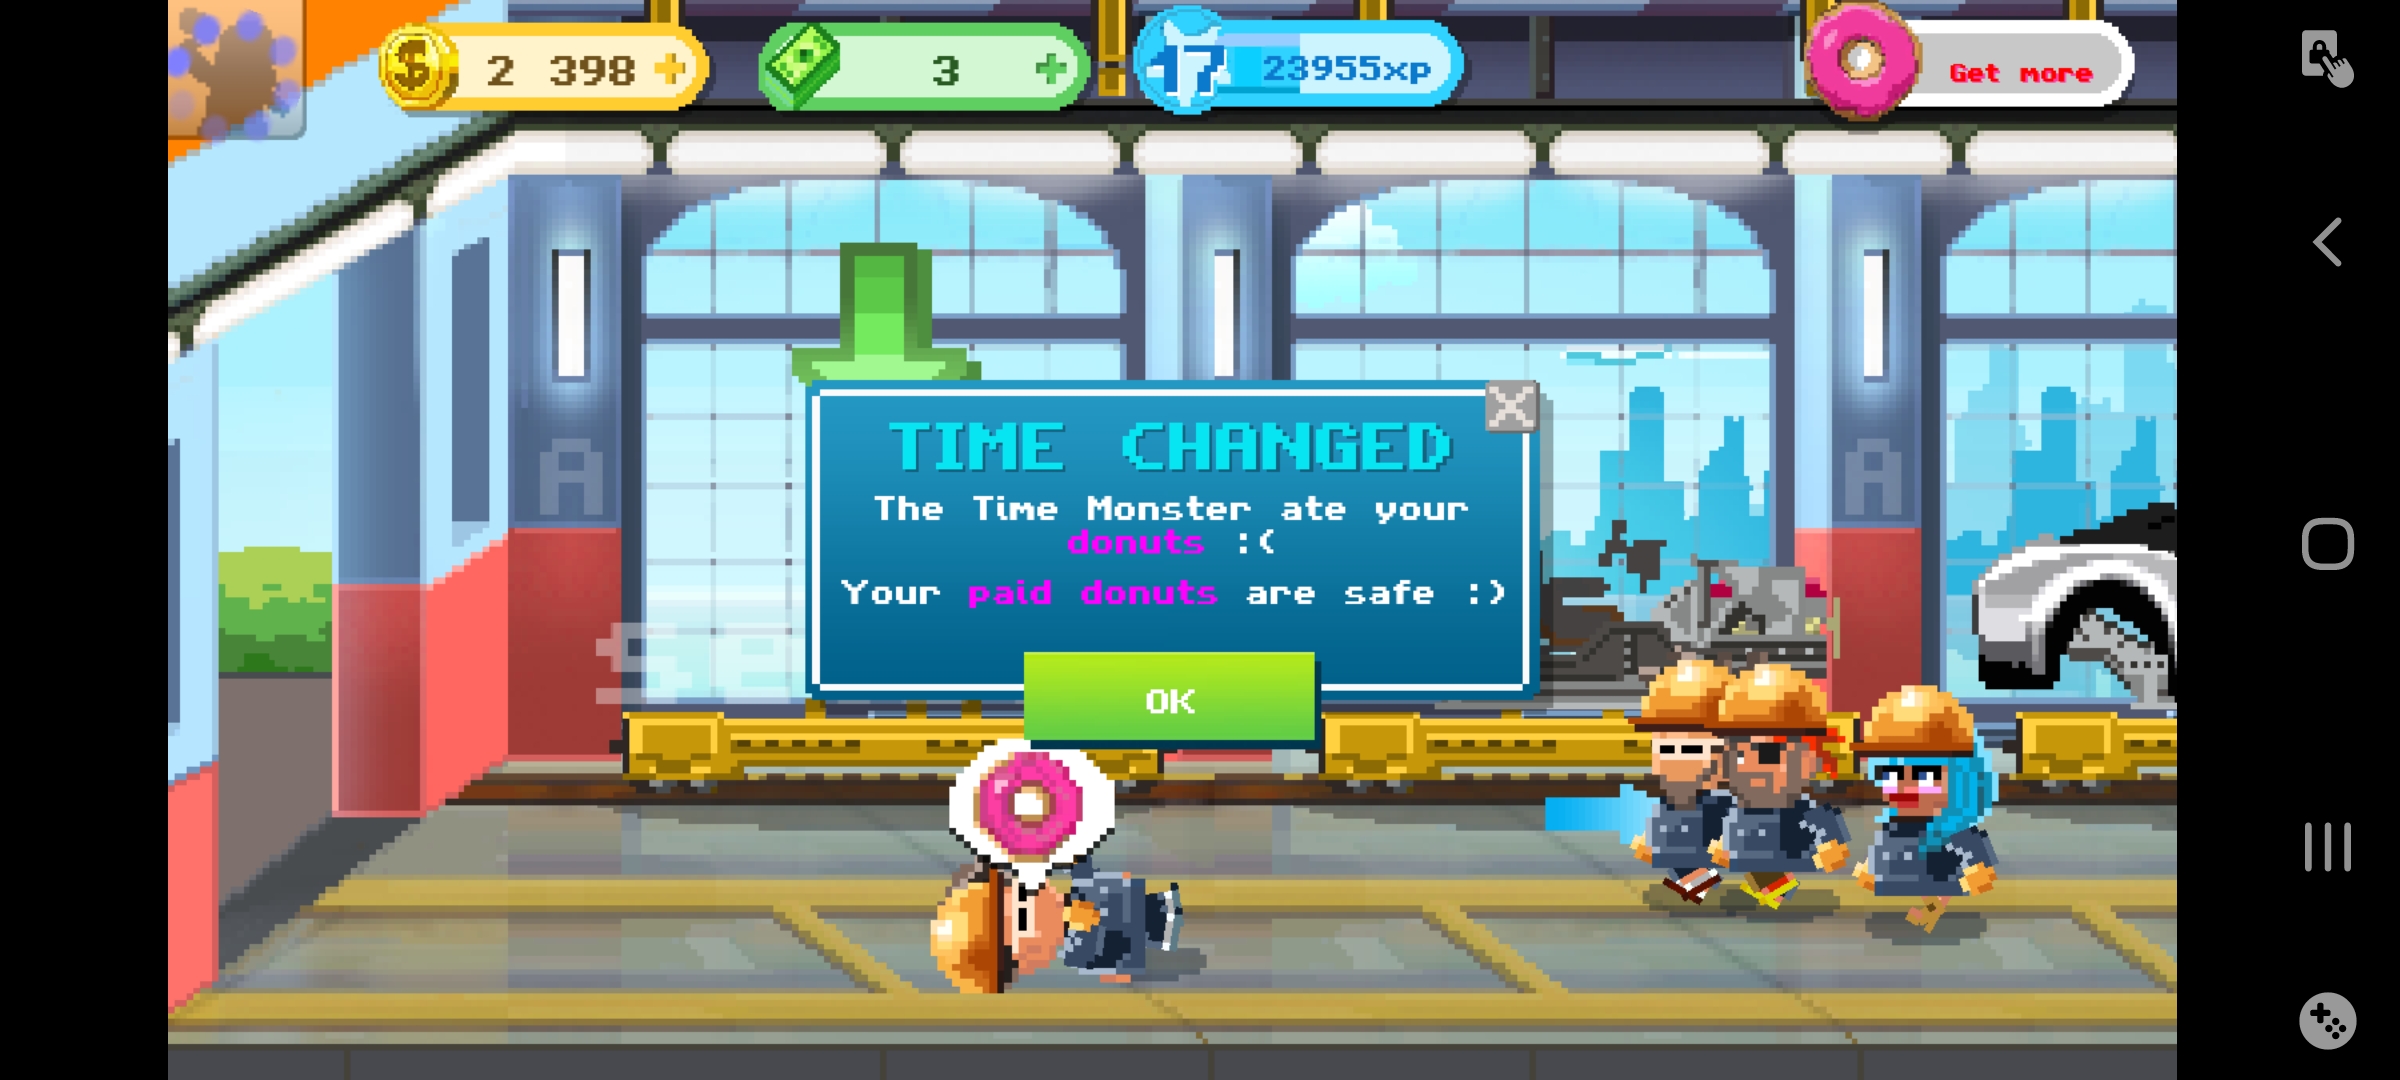 2 398 +
3 +
17 23955xp
Get more
A
A
TIME CHANGED
The Time Monster ate your
donuts :(
Your paid donuts are safe :)
Se
OK